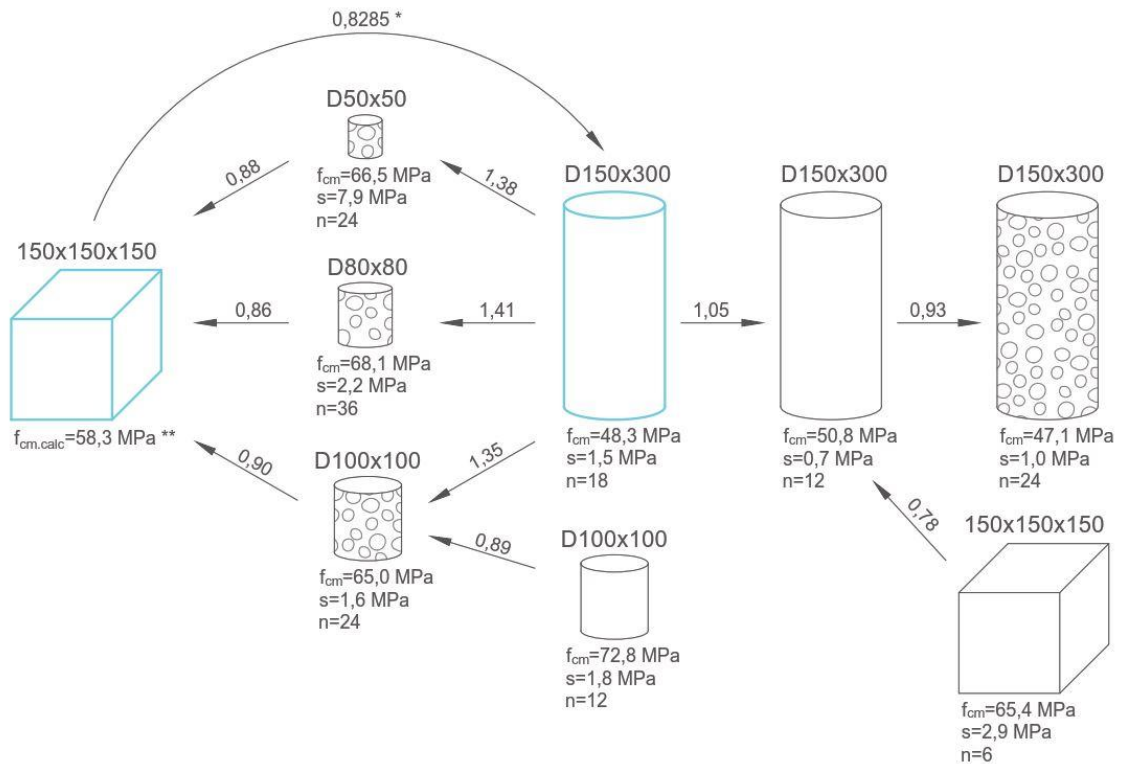 0,8285 *
D50x50
0,88
f_cm=66,5 MPa
s=7,9 MPa
n=24
1,38
D150x300
D150x300
D150x300
150x150x150
D80x80
0,86
1,41
1,05
0,93
f_cm=68,1 MPa
s=2,2 MPa
n=36
f_cm.calc=58,3 MPa **
f_cm=48,3 MPa
s=1,5 MPa
n=18
f_cm=50,8 MPa
s=0,7 MPa
n=12
f_cm=47,1 MPa
s=1,0 MPa
n=24
0,90
D100x100
1,35
0,89
f_cm=65,0 MPa
s=1,6 MPa
n=24
D100x100
f_cm=72,8 MPa
s=1,8 MPa
n=12
0,78
150x150x150
f_cm=65,4 MPa
s=2,9 MPa
n=6